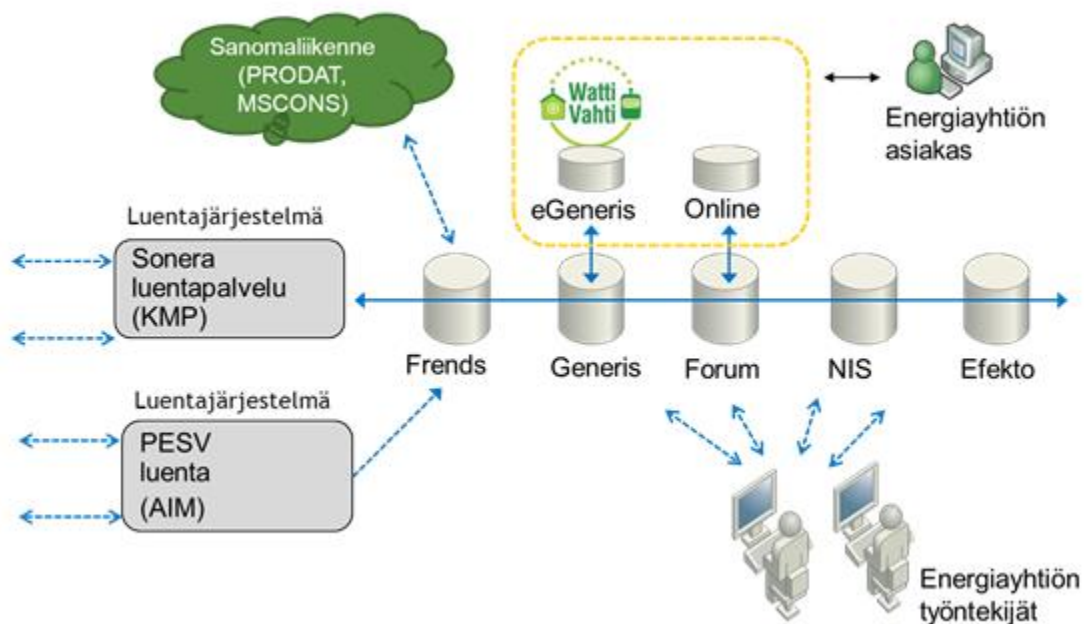 Sanomaliikenne
(PRODAT,
MSCONS)
Watti
Vahti
eGeneris
Online
Energiayhtiön
asiakas
Luentajärjestelmä
Sonera
luentapalvelu
(KMP)
Frends
Generis
Forum
NIS
Efekto
Luentajärjestelmä
PESV
luenta
(AIM)
Energiayhtiön
työntekijät